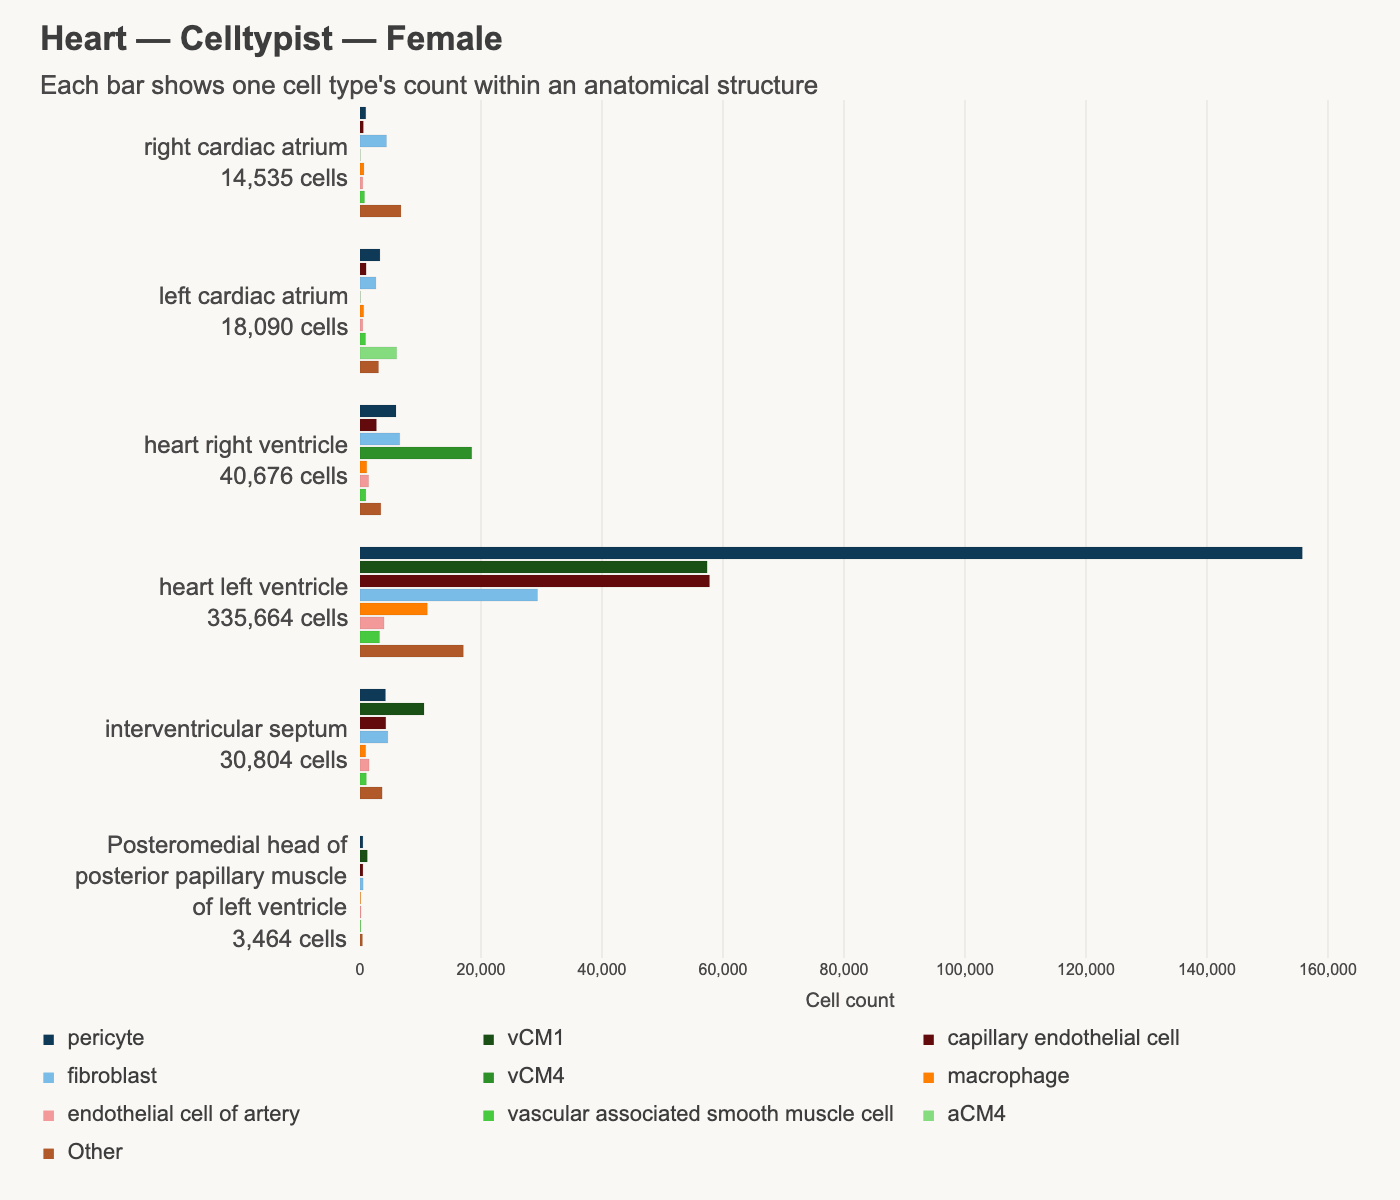 Heart — Celltypist — Female
Each bar shows one cell type's count within an anatomical structure
right cardiac atrium
14,535 cells
left cardiac atrium
18,090 cells
heart right ventricle
40,676 cells
heart left ventricle
335,664 cells
interventricular septum
30,804 cells
Posteromedial head of
posterior papillary muscle
of left ventricle
3,464 cells
0 20,000 40,000 60,000 80,000 100,000 120,000 140,000 160,000
Cell count
pericyte vCM1 capillary endothelial cell
fibroblast vCM4 macrophage
endothelial cell of artery vascular associated smooth muscle cell aCM4
Other